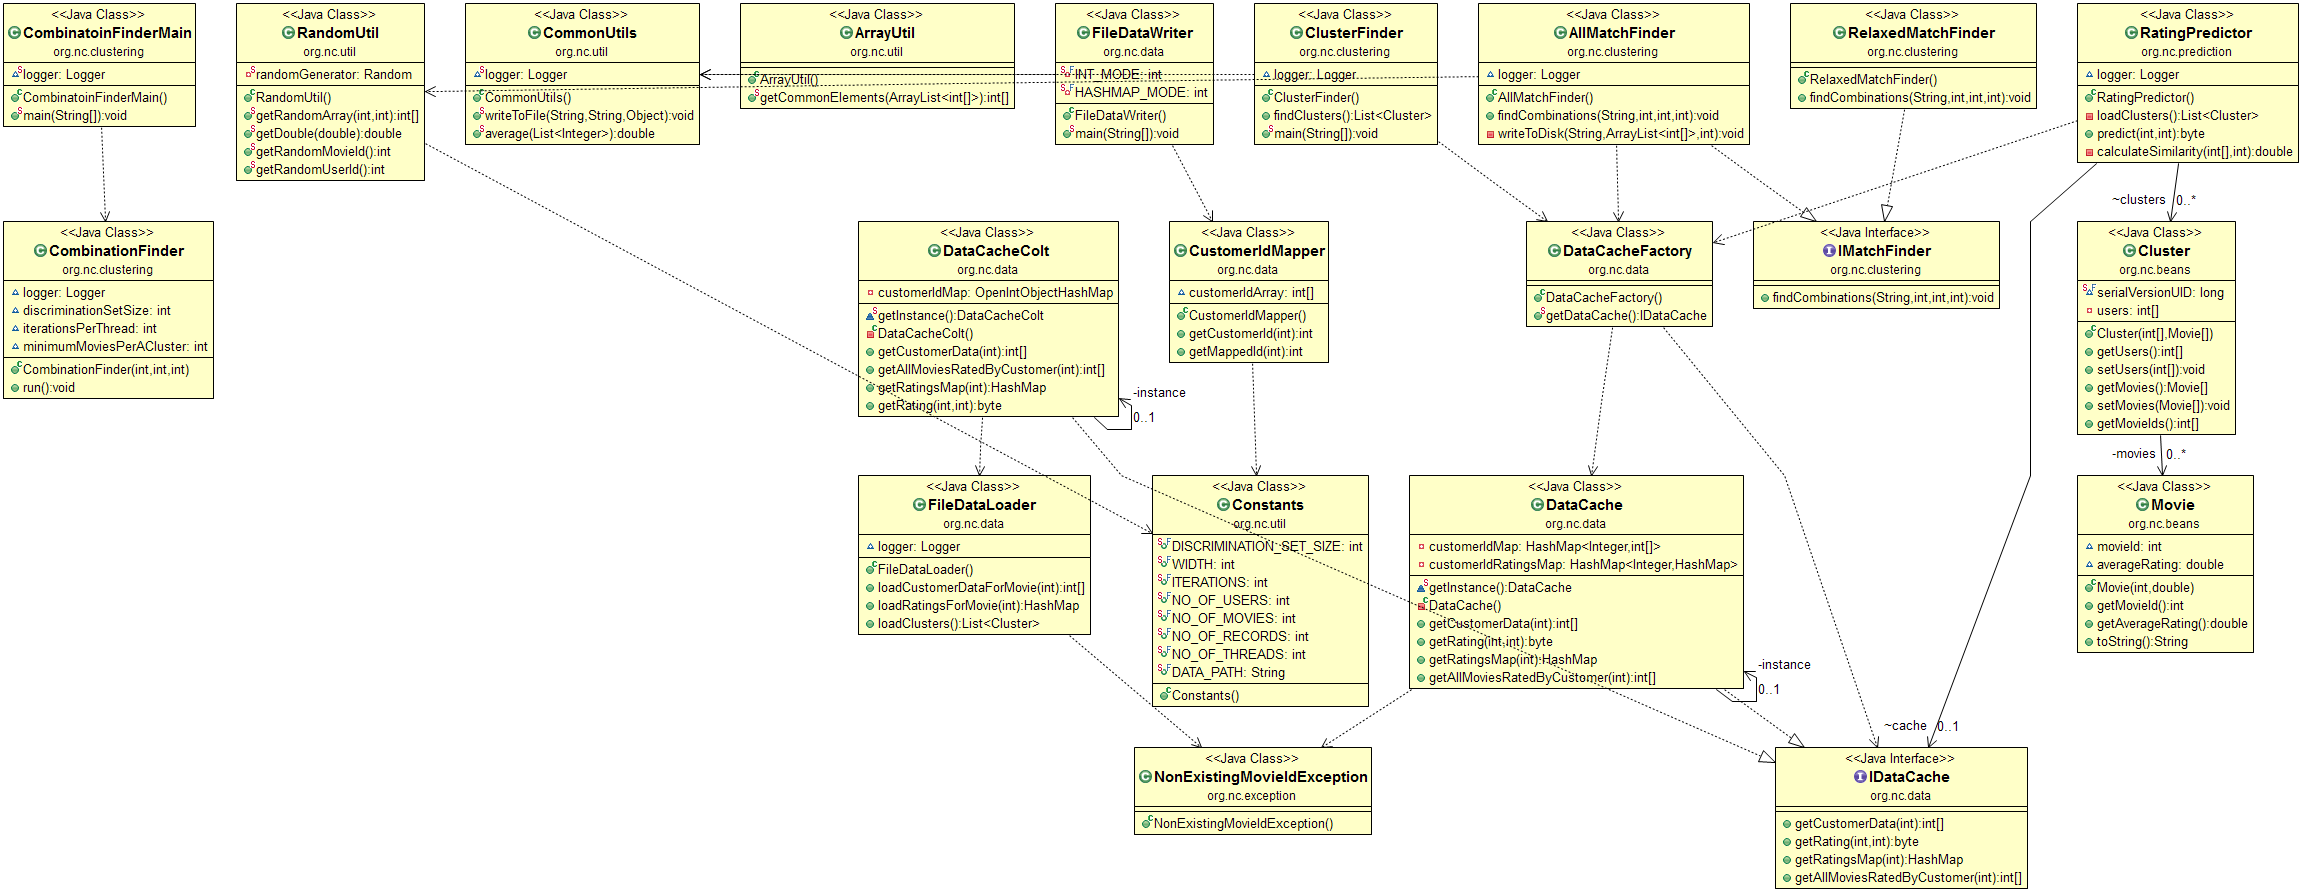 <<Java Class>>
CombinatoinFinderMain
org.nc.clustering
logger: Logger
CombinatoinFinderMain()
main(String[]):void
<<Java Class>>
RandomUtil
org.nc.util
randomGenerator: Random
RandomUtil()
getRandomArray(int,int):int[]
getDouble(double):double
getRandomMovieId():int
getRandomUserId():int
<<Java Class>>
CommonUtils
org.nc.util
logger: Logger
CommonUtils()
writeToFile(String,String,Object):void
average(List<Integer>):double
<<Java Class>>
ArrayUtil
org.nc.util
ArrayUtil()
getCommonElements(ArrayList<int[]>):int[]
<<Java Class>>
FileDataWriter
org.nc.data
INT_MODE: int
HASHMAP_MODE: int
FileDataWriter()
main(String[]):void
<<Java Class>>
ClusterFinder
org.nc.clustering
logger: Logger
ClusterFinder()
findClusters():List<Cluster>
main(String[]):void
<<Java Class>>
AllMatchFinder
org.nc.clustering
logger: Logger
AllMatchFinder()
findCombinations(String,int,int,int):void
writeToDisk(String,ArrayList<int[]>,int):void
<<Java Class>>
RelaxedMatchFinder
org.nc.clustering
RelaxedMatchFinder()
findCombinations(String,int,int,int):void
<<Java Class>>
RatingPredictor
org.nc.prediction
logger: Logger
RatingPredictor()
loadClusters():List<Cluster>
predict(int,int):byte
calculateSimilarity(int[],int):double
~clusters 0..*
<<Java Class>>
CombinationFinder
org.nc.clustering
logger: Logger
discriminationSetSize: int
iterationsPerThread: int
minimumMoviesPerACluster: int
CombinationFinder(int,int,int)
run():void
<<Java Class>>
DataCacheColt
org.nc.data
customerIdMap: OpenIntObjectHashMap
getInstance():DataCacheColt
DataCacheColt()
getCustomerData(int):int[]
getAllMoviesRatedByCustomer(int):int[]
getRatingsMap(int):HashMap
getRating(int,int):byte
-instance
0..1
<<Java Class>>
CustomerIdMapper
org.nc.data
customerIdArray: int[]
CustomerIdMapper()
getCustomerId(int):int
getMappedId(int):int
<<Java Class>>
DataCacheFactory
org.nc.data
DataCacheFactory()
getDataCache():IDataCache
<<Java Interface>>
IMatchFinder
org.nc.clustering
findCombinations(String,int,int,int):void
<<Java Class>>
Cluster
org.nc.beans
serialVersionUID: long
users: int[]
Cluster(int[],Movie[])
getUsers():int[]
setUsers(int[]):void
getMovies():Movie[]
setMovies(Movie[]):void
getMovieIds():int[]
-movies 0..*
<<Java Class>>
FileDataLoader
org.nc.data
logger: Logger
FileDataLoader()
loadCustomerDataForMovie(int):int[]
loadRatingsForMovie(int):HashMap
loadClusters():List<Cluster>
<<Java Class>>
Constants
org.nc.util
DISCRIMINATION_SET_SIZE: int
WIDTH: int
ITERATIONS: int
NO_OF_USERS: int
NO_OF_MOVIES: int
NO_OF_RECORDS: int
NO_OF_THREADS: int
DATA_PATH: String
Constants()
<<Java Class>>
DataCache
org.nc.data
customerIdMap: HashMap<Integer,int[]>
customerIdRatingsMap: HashMap<Integer,HashMap>
getInstance():DataCache
DataCache()
getCustomerData(int):int[]
getRating(int,int):byte
getRatingsMap(int):HashMap
getAllMoviesRatedByCustomer(int):int[]
-instance
0..1
<<Java Class>>
Movie
org.nc.beans
movieId: int
averageRating: double
Movie(int,double)
getMovieId():int
getAverageRating():double
toString():String
~cache 0..1
<<Java Class>>
NonExistingMovieIdException
org.nc.exception
NonExistingMovieIdException()
<<Java Interface>>
IDataCache
org.nc.data
getCustomerData(int):int[]
getRating(int,int):byte
getRatingsMap(int):HashMap
getAllMoviesRatedByCustomer(int):int[]